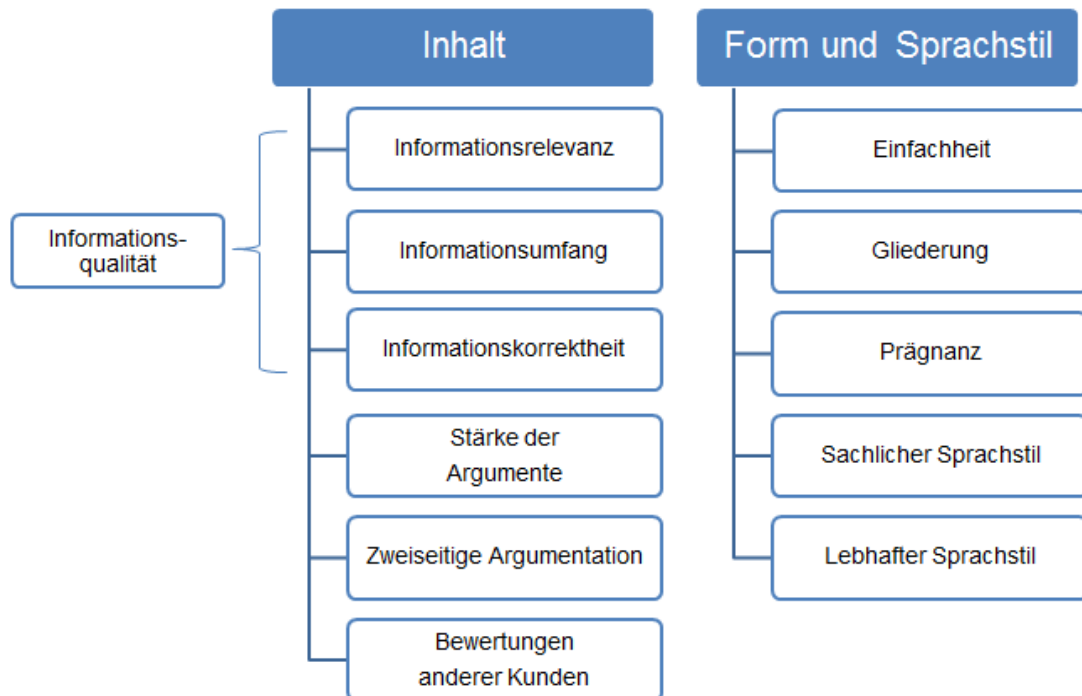 Inhalt
Informationsrelevanz
Informationsumfang
Informationskorrektheit
Stärke der
Argumente
Zweiseitige Argumentation
Bewertungen
anderer Kunden
Informations-
qualität
Form und Sprachstil
Einfachheit
Gliederung
Prägnanz
Sachlicher Sprachstil
Lebhafter Sprachstil